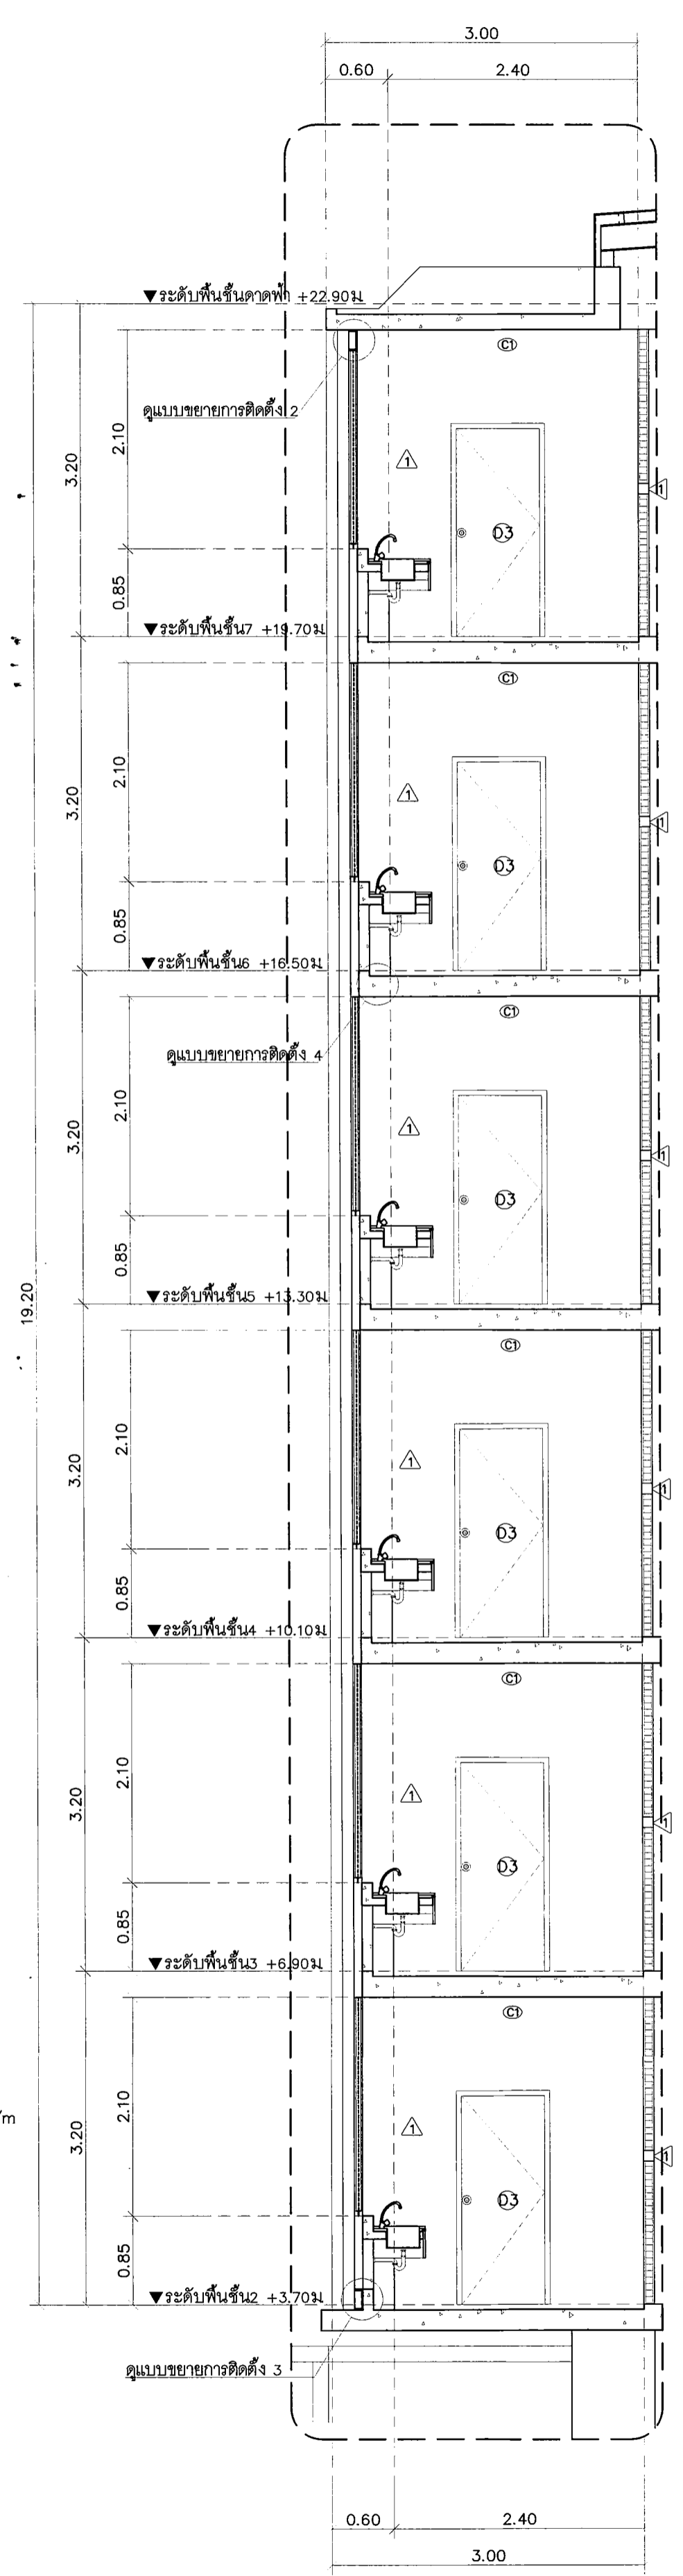 3.00
0.60 2.40
▼ระดับพื้นชั้นดาดฟ้า +22.90ม
C1
ดูแบบขยายการติดตั้ง 2
2.10
3.20
1
1
D3
0.85
▼ระดับพื้นชั้น7 +19.70ม
C1
2.10
3.20
1
1
D3
0.85
▼ระดับพื้นชั้น6 +16.50ม
C1
ดูแบบขยายการติดตั้ง 4
2.10
3.20
1
1
D3
0.85
▼ระดับพื้นชั้น5 +13.30ม
19.20
C1
2.10
3.20
1
1
D3
0.85
▼ระดับพื้นชั้น4 +10.10ม
C1
2.10
3.20
1
1
D3
0.85
▼ระดับพื้นชั้น3 +6.90ม
C1
2.10
3.20
1
1
D3
0.85
▼ระดับพื้นชั้น2 +3.70ม
ดูแบบขยายการติดตั้ง 3
0.60 2.40
3.00